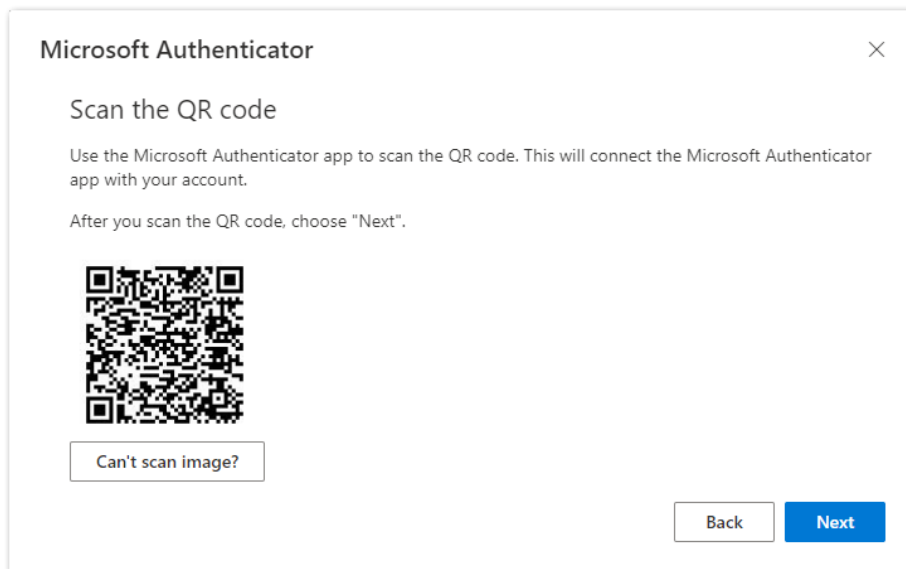 Microsoft Authenticator
Scan the QR code
Use the Microsoft Authenticator app to scan the QR code. This will connect the Microsoft Authenticator
app with your account.
After you scan the QR code, choose "Next".
Can't scan image?
Back
Next